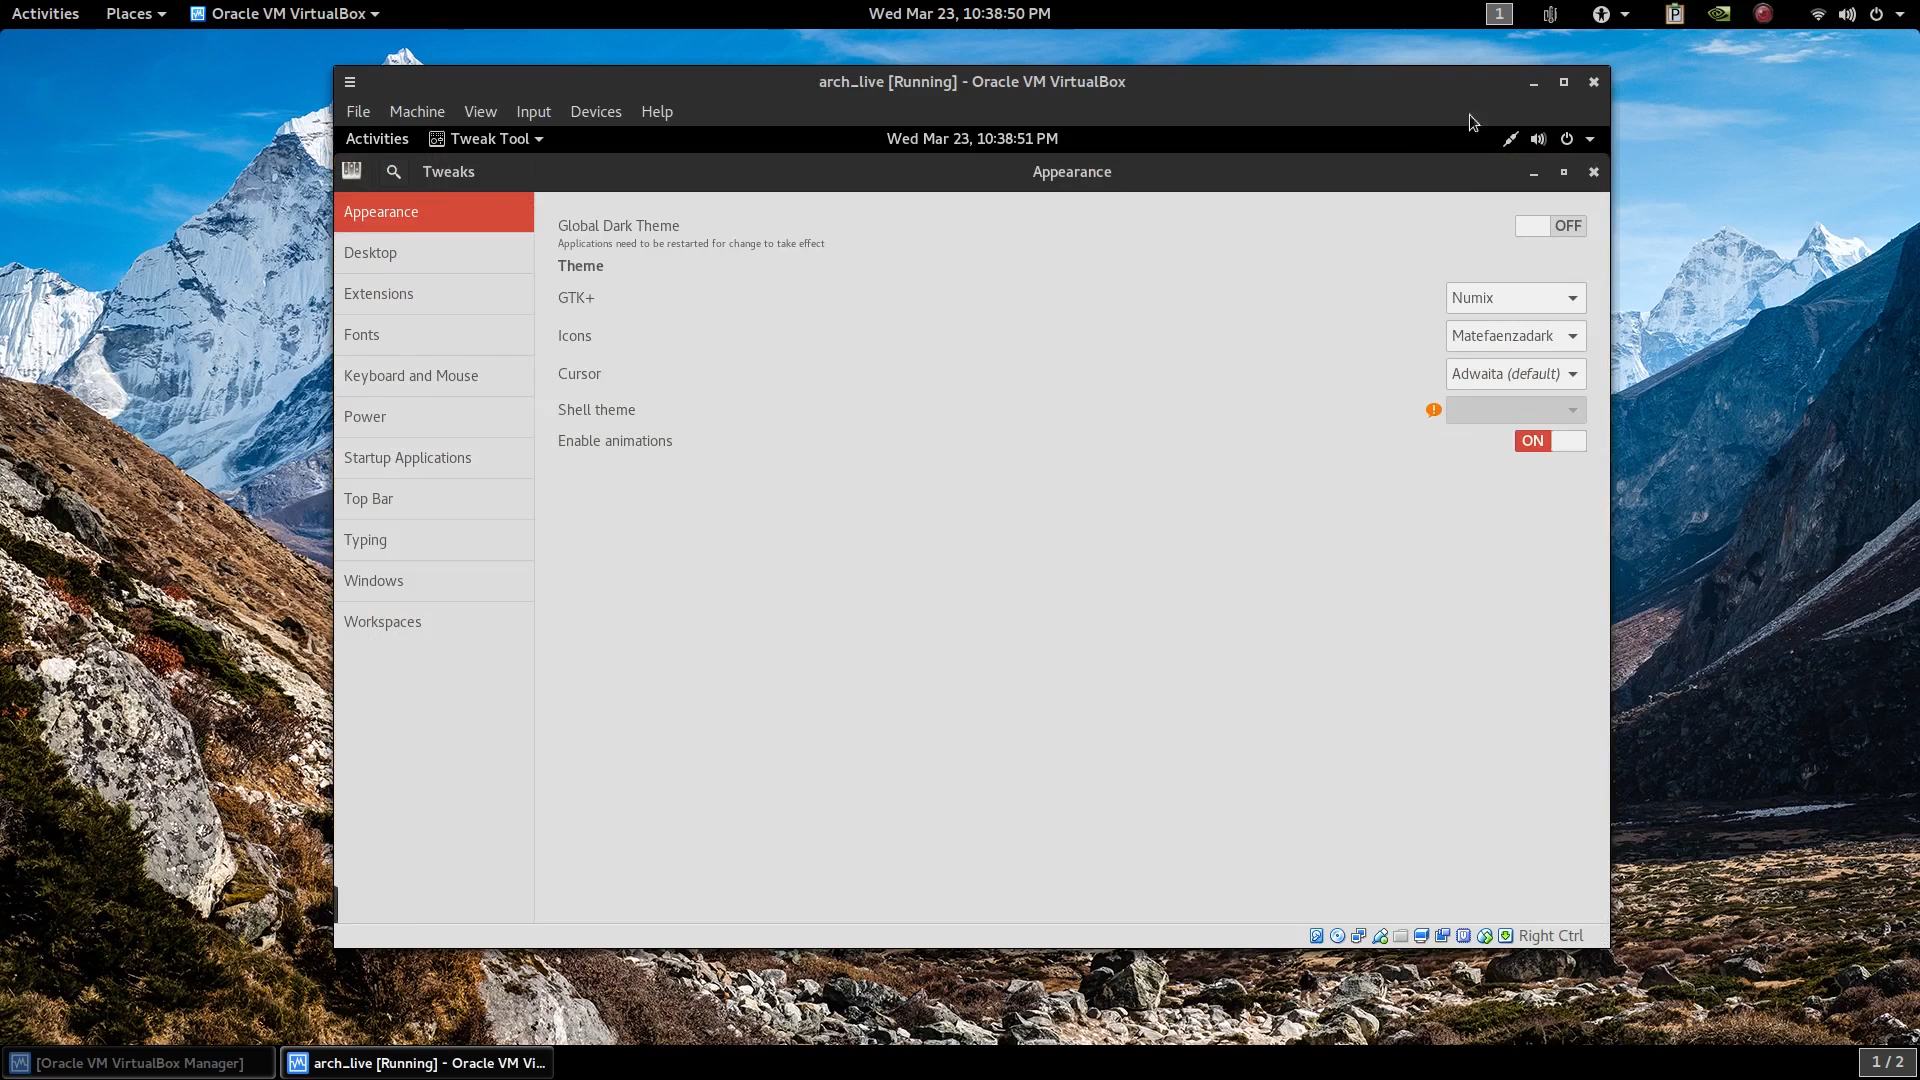 Activities Places Oracle VM VirtualBox Wed Mar 23, 10:38:50 PM 1
arch_live [Running] - Oracle VM VirtualBox
File Machine View Input Devices Help
Activities Tweak Tool Wed Mar 23, 10:38:51 PM
Tweaks Appearance
Appearance
Desktop
Extensions
Fonts
Keyboard and Mouse
Power
Startup Applications
Top Bar
Typing
Windows
Workspaces
Global Dark Theme OFF
Applications need to be restarted for change to take effect
Theme
GTK+ Numix
Icons Matefaenzadark
Cursor Adwaita (default)
Shell theme
Enable animations ON
Right Ctrl
[Oracle VM VirtualBox Manager] arch_live [Running] - Oracle VM Vi... 1 / 2